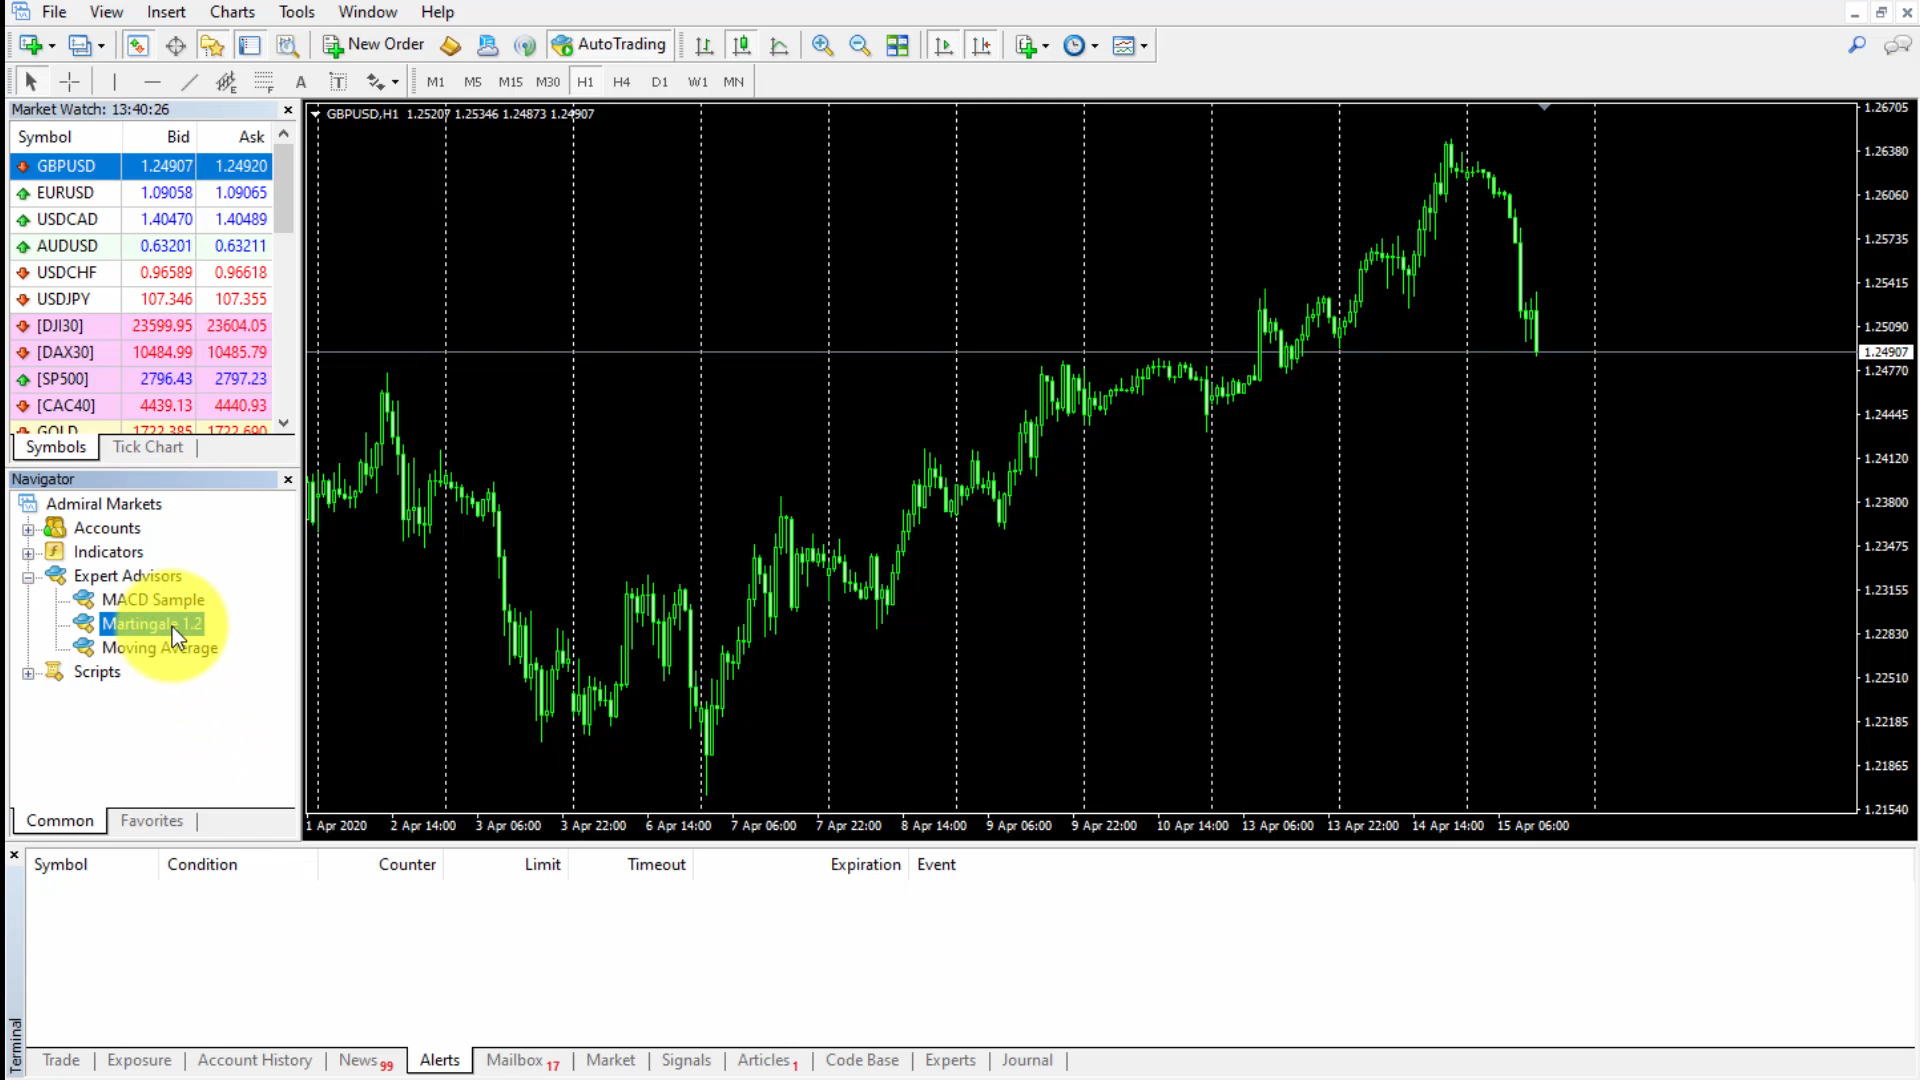 File View Insert Charts Tools Window Help
New Order AutoTrading
A T E F
M1 M5 M15 M30 H1 H4 D1 W1 MN
Market Watch: 13:40:26
Symbol Bid Ask
GBPUSD 1.24907 1.24920
EURUSD 1.09058 1.09065
USDCAD 1.40470 1.40489
AUDUSD 0.63201 0.63211
USDCHF 0.96589 0.96618
USDJPY 107.346 107.355
[DJI30] 23599.95 23604.05
[DAX30] 10484.99 10485.79
[SP500] 2796.43 2797.23
[CAC40] 4439.13 4440.93
GOLD 1722.385 1722.690
Symbols Tick Chart
Navigator
Admiral Markets
Accounts
Indicators
Expert Advisors
MACD Sample
Martingale 1.2
Moving Average
Scripts
Common Favorites
GBPUSD,H1 1.25207 1.25346 1.24873 1.24907
1.26705
1.26380
1.26060
1.25735
1.25415
1.25090
1.24907
1.24770
1.24445
1.24120
1.23800
1.23475
1.23155
1.22830
1.22510
1.22185
1.21865
1.21540
1 Apr 2020 2 Apr 14:00 3 Apr 06:00 3 Apr 22:00 6 Apr 14:00 7 Apr 06:00 7 Apr 22:00 8 Apr 14:00 9 Apr 06:00 9 Apr 22:00 10 Apr 14:00 13 Apr 06:00 13 Apr 22:00 14 Apr 14:00 15 Apr 06:00
Symbol Condition Counter Limit Timeout Expiration Event
Terminal
Trade Exposure Account History News 99 Alerts Mailbox 17 Market Signals Articles 1 Code Base Experts Journal